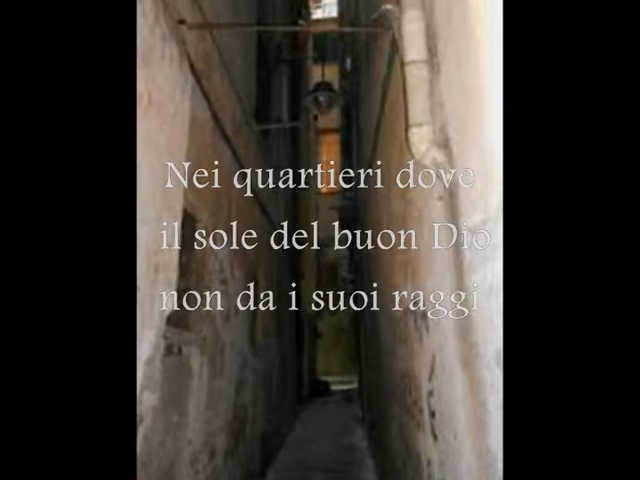 Nei quartieri dove
il sole del buon Dio
non da i suoi raggi